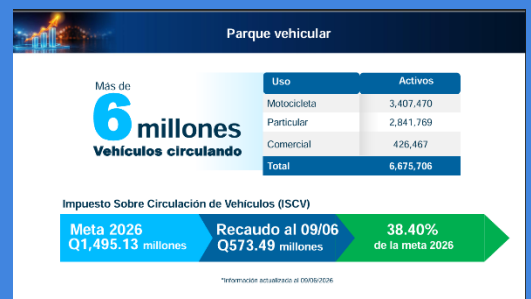 Parque vehicular
Más de
6 millones
Vehículos circulando
Uso Activos
Motocicleta 3,407,470
Particular 2,841,769
Comercial 426,467
Total 6,675,706
Impuesto Sobre Circulación de Vehículos (ISCV)
Meta 2026
Q1,495.13 millones
Recaudo al 09/06
Q573.49 millones
38.40%
de la meta 2026
*Información actualizada al 09/06/2026